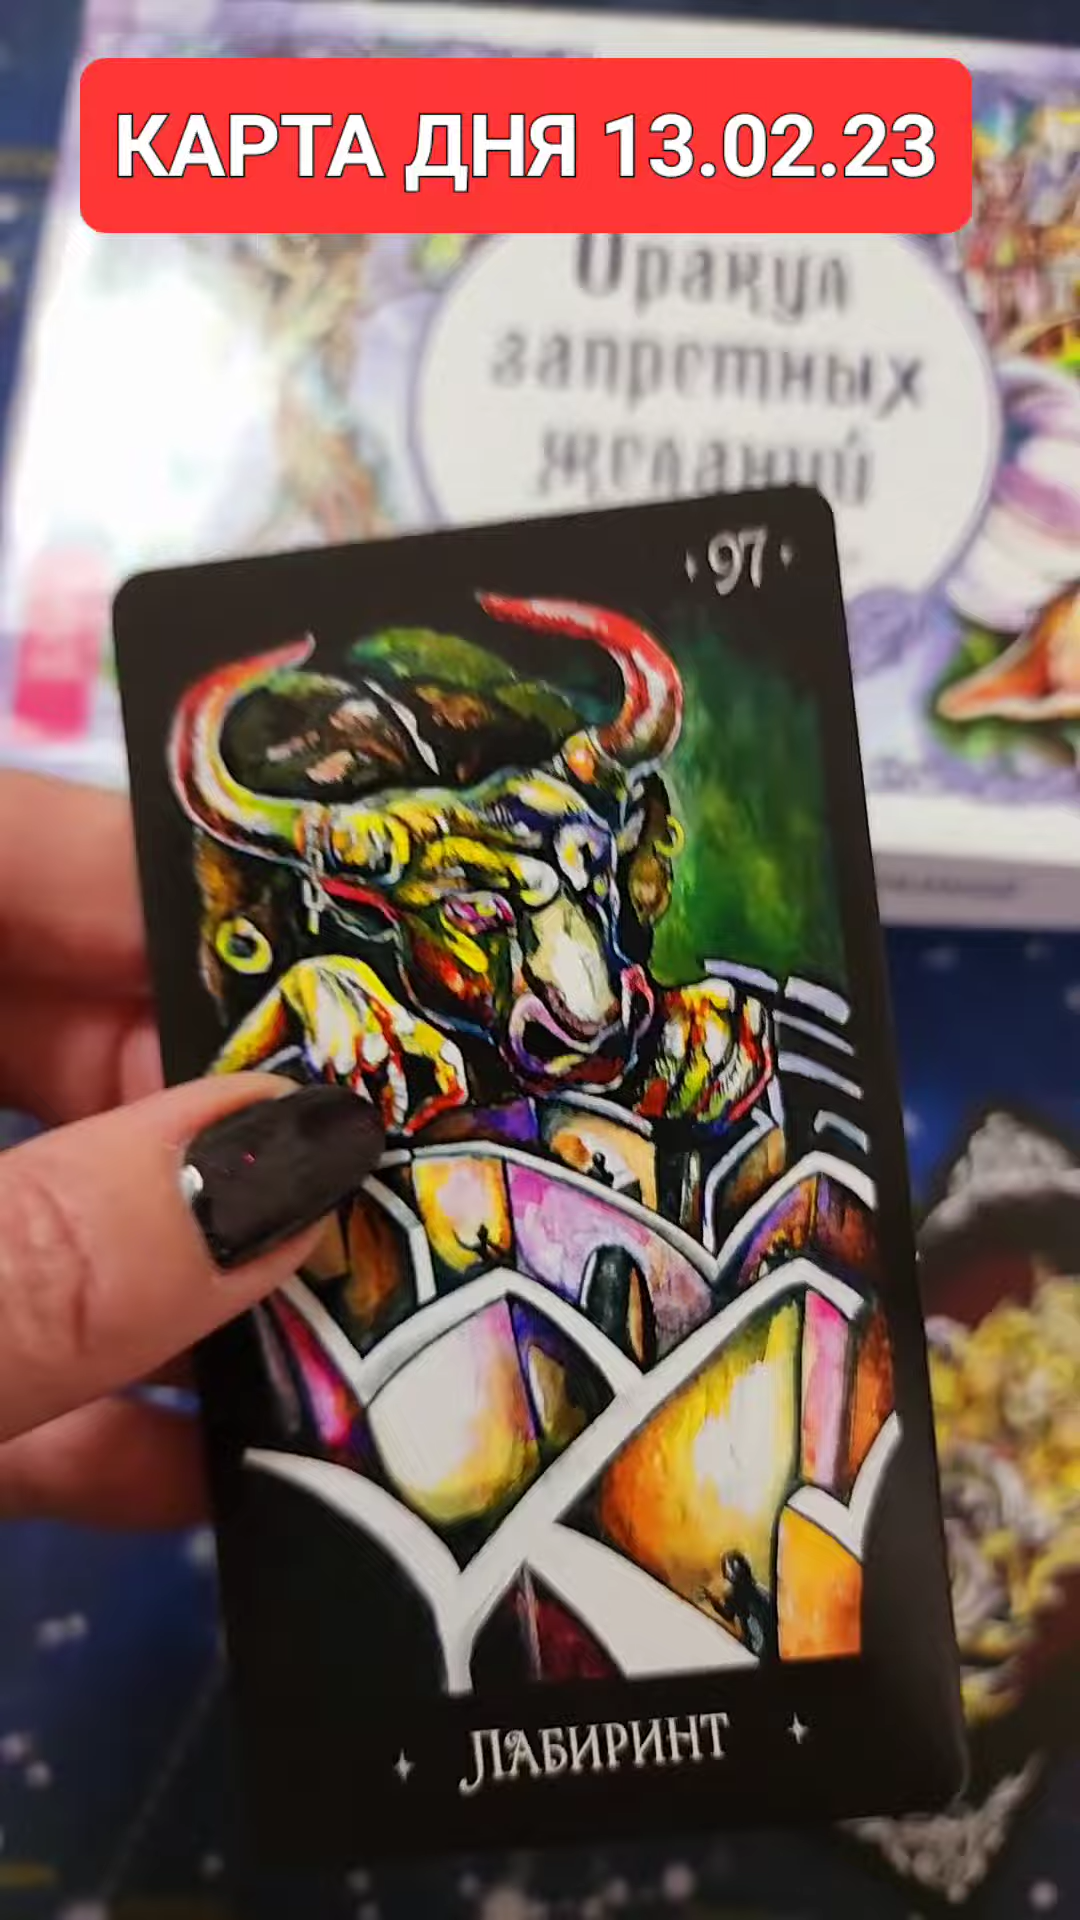 КАРТА ДНЯ 13.02.23
Оракул
запретных
желаний
97
ЛАБИРИНТ